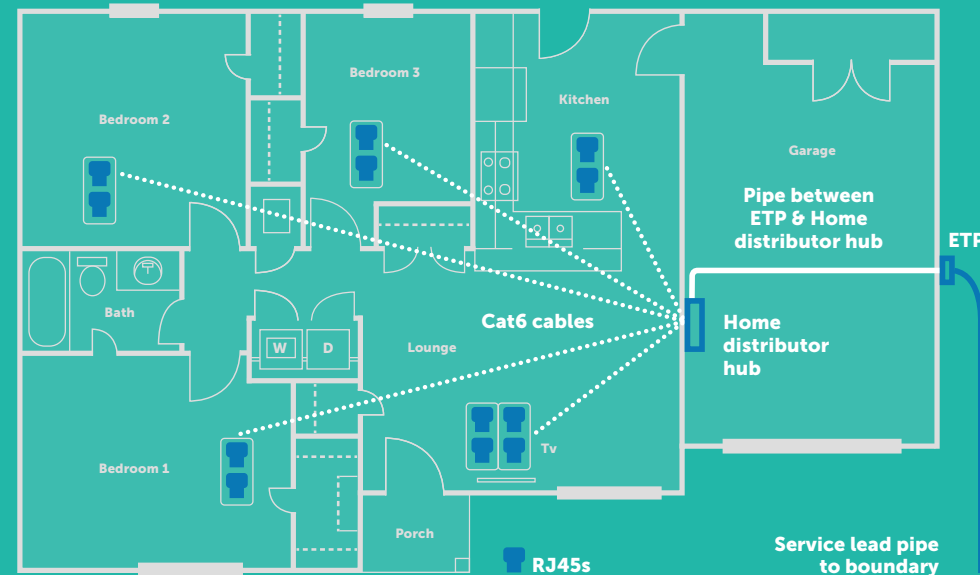 Bedroom 3
Kitchen
Bedroom 2
Garage
Pipe between
ETP & Home
distributor hub
ETP
Bath
Cat6 cables
Home
distributor
hub
W
D
Lounge
Tv
Bedroom 1
Porch
RJ45s
Service lead pipe
to boundary